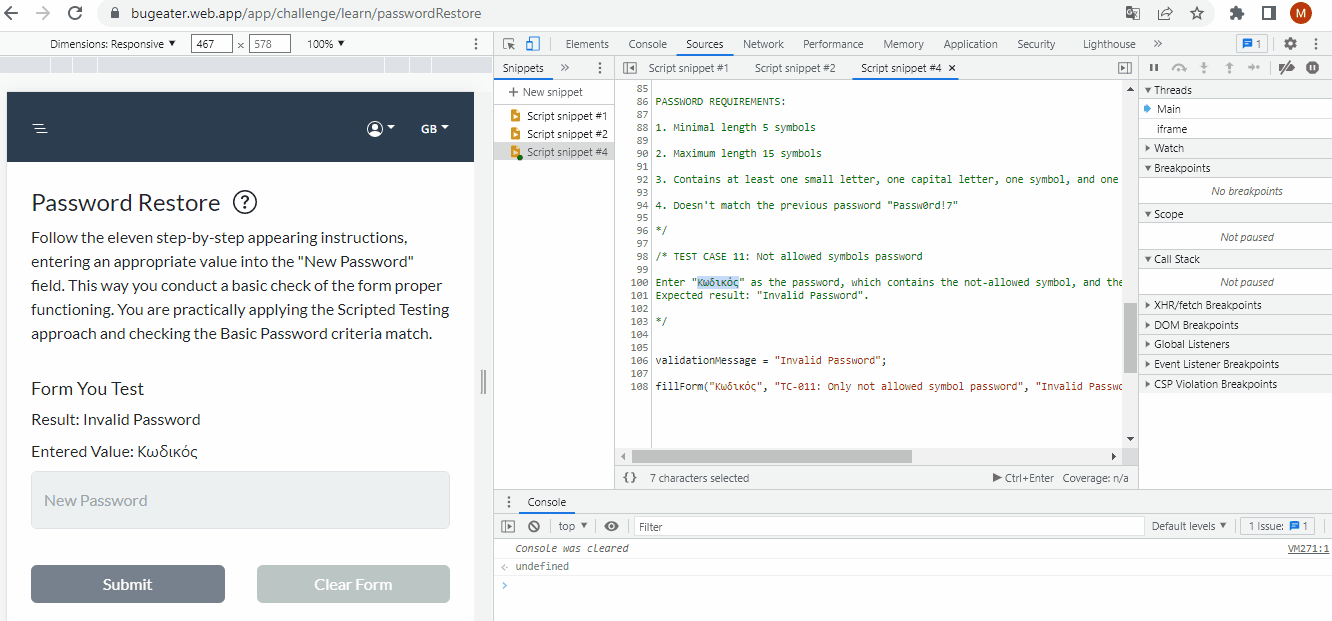 bugeater.web.app/app/challenge/learn/passwordRestore
M
Dimensions: Responsive ▼ 467 × 578 100% ▼
Elements Console Sources Network Performance Memory Application Security Lighthouse » 1
Snippets » Script snippet #1 Script snippet #2 Script snippet #4 ×
+ New snippet
Script snippet #1
Script snippet #2
Script snippet #4
GB
Password Restore ?
Follow the eleven step-by-step appearing instructions,
entering an appropriate value into the "New Password"
field. This way you conduct a basic check of the form proper
functioning. You are practically applying the Scripted Testing
approach and checking the Basic Password criteria match.
Form You Test
Result: Invalid Password
Entered Value: Κωδικός
New Password
Submit Clear Form
85
86 PASSWORD REQUIREMENTS:
87
88 1. Minimal length 5 symbols
89
90 2. Maximum length 15 symbols
91
92 3. Contains at least one small letter, one capital letter, one symbol, and one
93
94 4. Doesn't match the previous password "Passw0rd!7"
95
96 */
97
98 /* TEST CASE 11: Not allowed symbols password
99
100 Enter "Κωδικός" as the password, which contains the not-allowed symbol, and the
101 Expected result: "Invalid Password".
102
103 */
104
105
106 validationMessage = "Invalid Password";
107
108 fillForm("Κωδικός", "TC-011: Only not allowed symbol password", "Invalid Passwo
{} 7 characters selected ▶ Ctrl+Enter Coverage: n/a
Threads
Main
iframe
Watch
Breakpoints
No breakpoints
Scope
Not paused
Call Stack
Not paused
XHR/fetch Breakpoints
DOM Breakpoints
Global Listeners
Event Listener Breakpoints
CSP Violation Breakpoints
Console
top ▼ Filter Default levels ▼ 1 Issue: 1
Console was cleared VM271:1
undefined